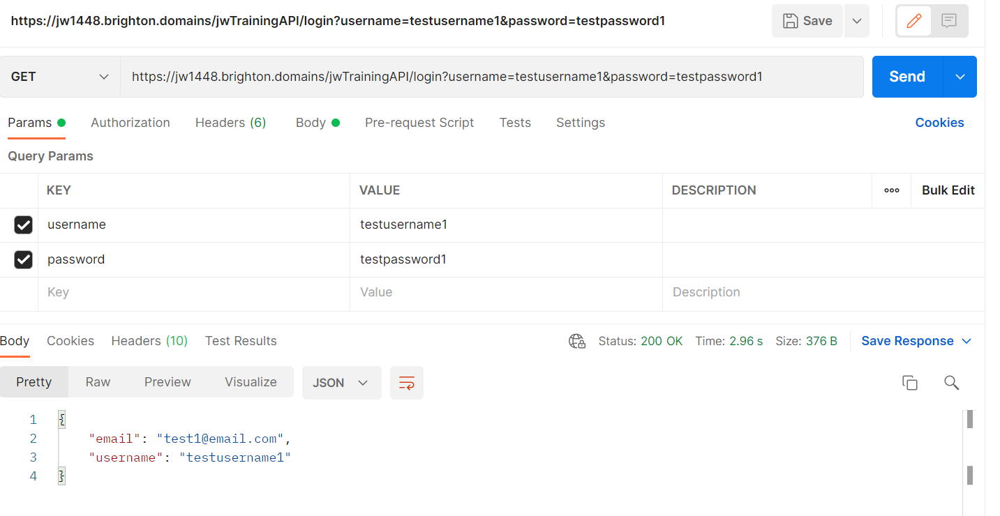 https://jw1448.brighton.domains/jwTrainingAPI/login?username=testusername1&password=testpassword1
Save
GET
https://jw1448.brighton.domains/jwTrainingAPI/login?username=testusername1&password=testpassword1
Send
Params Authorization Headers (6) Body Pre-request Script Tests Settings Cookies
Query Params
KEY VALUE DESCRIPTION ooo Bulk Edit
username testusername1
password testpassword1
Key Value Description
Body Cookies Headers (10) Test Results Status: 200 OK Time: 2.96 s Size: 376 B Save Response
Pretty Raw Preview Visualize JSON
1 {
2 "email": "test1@email.com",
3 "username": "testusername1"
4 }